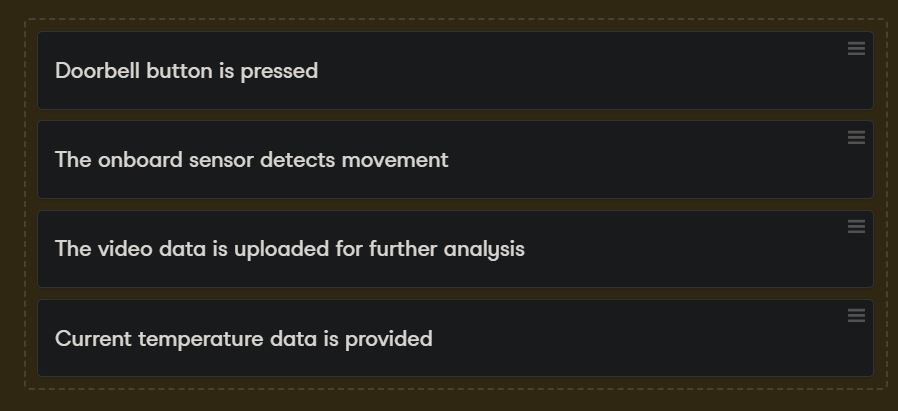 Doorbell button is pressed
The onboard sensor detects movement
The video data is uploaded for further analysis
Current temperature data is provided